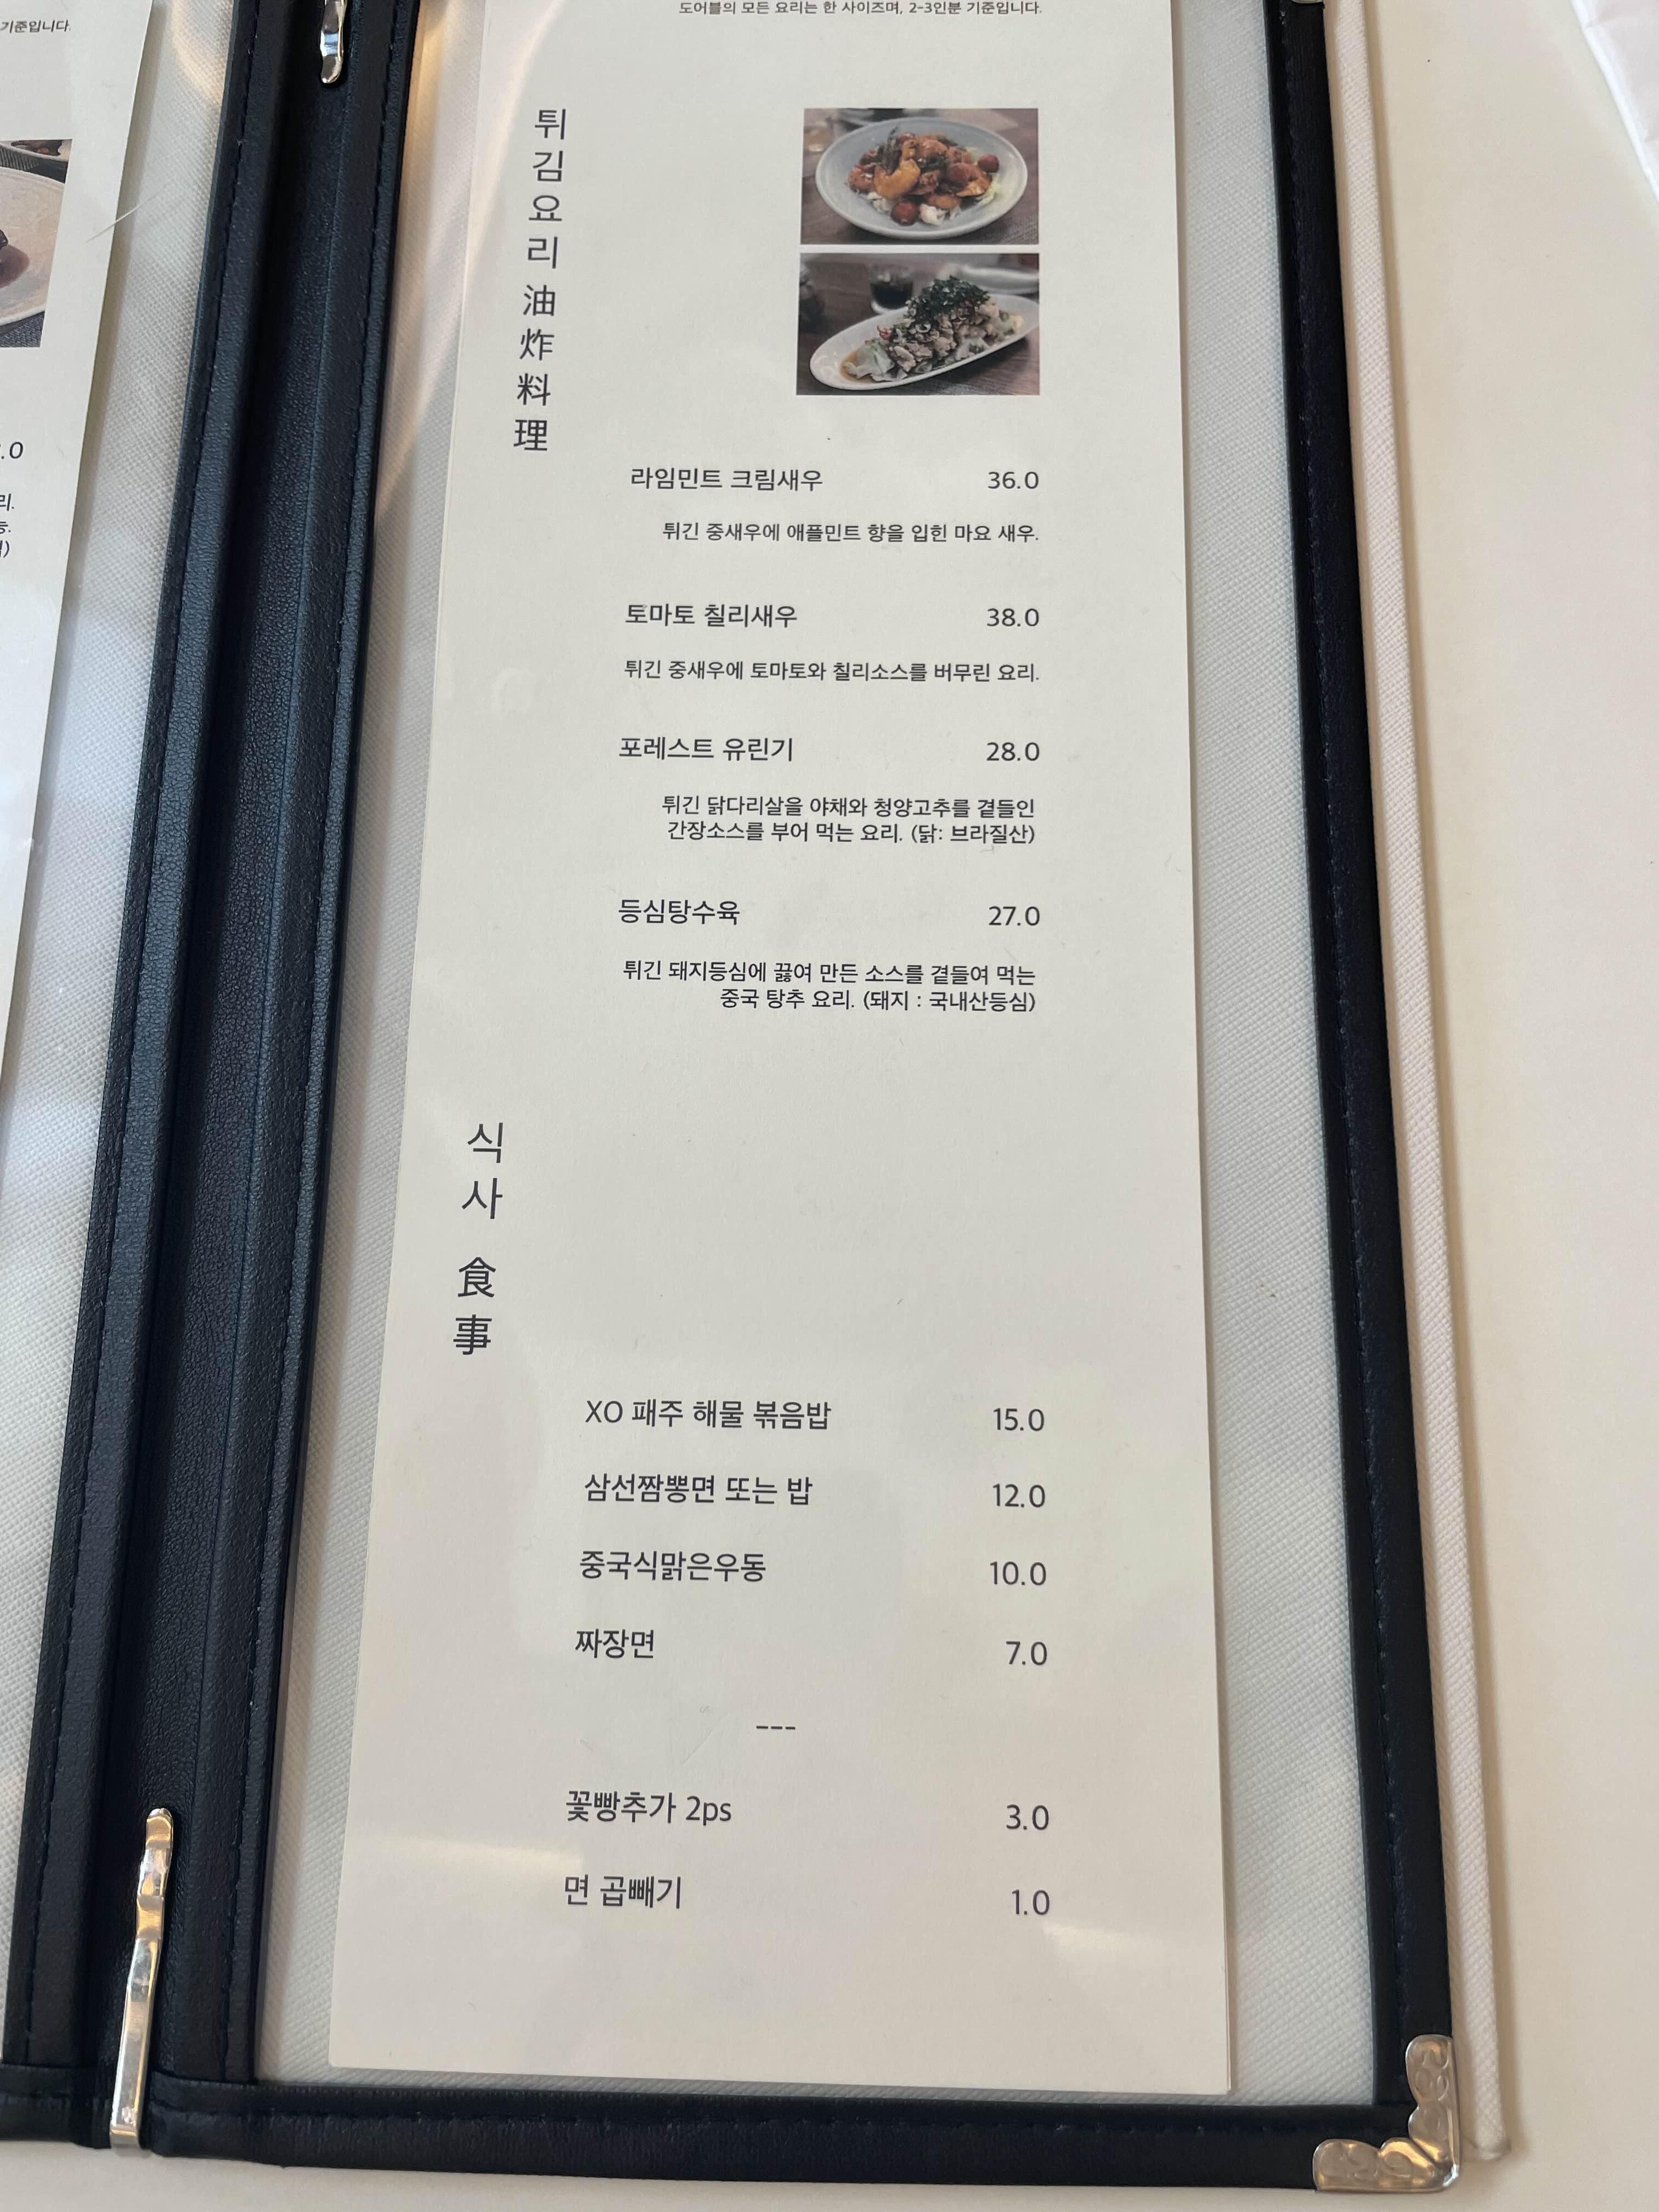 기준입니다.
.0
리.
도어블의 모든 요리는 한 사이즈며, 2-3인분 기준입니다.
튀김요리 油炸料理
라임민트 크림새우 36.0
튀긴 중새우에 애플민트 향을 입힌 마요 새우.
토마토 칠리새우 38.0
튀긴 중새우에 토마토와 칠리소스를 버무린 요리.
포레스트 유린기 28.0
튀긴 닭다리살을 야채와 청양고추를 곁들인
간장소스를 부어 먹는 요리. (닭: 브라질산)
등심탕수육 27.0
튀긴 돼지등심에 끓여 만든 소스를 곁들여 먹는
중국 탕추 요리. (돼지 : 국내산등심)
식사 食事
XO 패주 해물 볶음밥 15.0
삼선짬뽕면 또는 밥 12.0
중국식맑은우동 10.0
짜장면 7.0
---
꽃빵추가 2ps 3.0
면 곱빼기 1.0